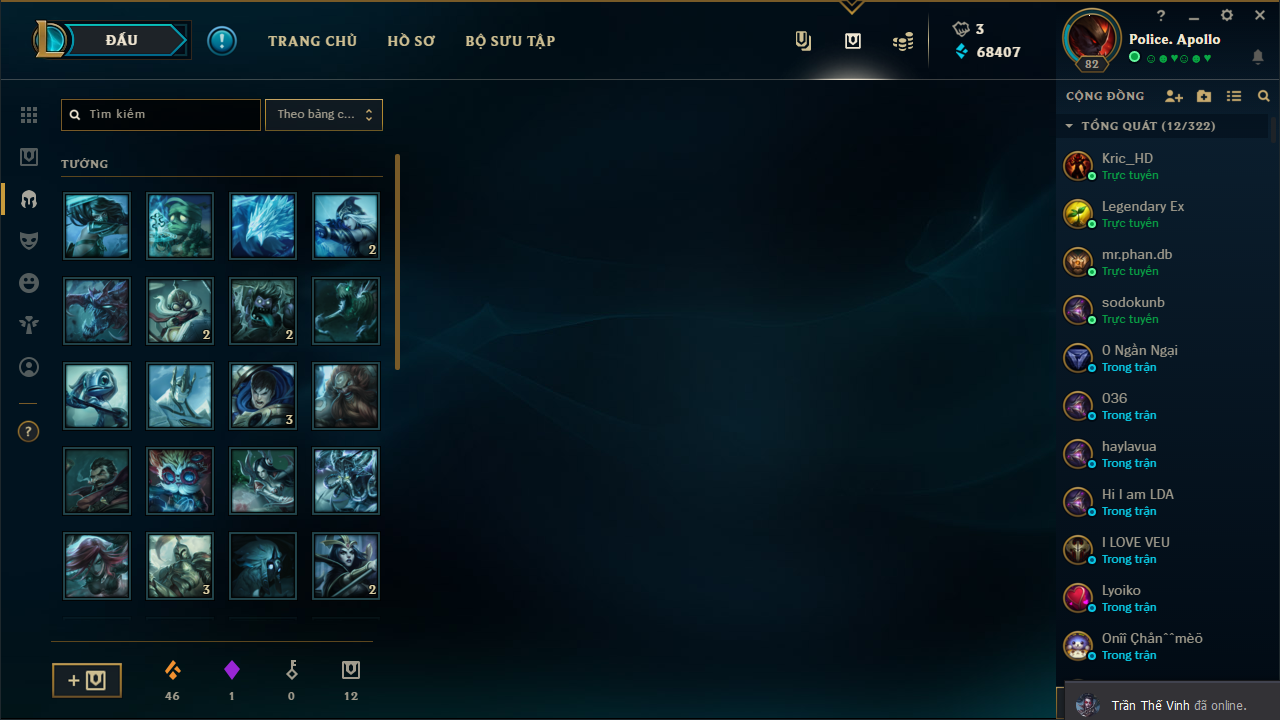 ĐẤU
TRANG CHỦ
HỒ SƠ
BỘ SƯU TẬP
3
68407
82
Police. Apollo
CỘNG ĐỒNG
TỔNG QUÁT (12/322)
Tìm kiếm
Theo bảng c...
TƯỚNG
2
2
2
3
3
2
46
1
0
12
Kric_HD
Trực tuyến
Legendary Ex
Trực tuyến
mr.phan.db
Trực tuyến
sodokunb
Trực tuyến
0 Ngần Ngại
Trong trận
036
Trong trận
haylavua
Trong trận
Hi I am LDA
Trong trận
I LOVE VEU
Trong trận
Lyoiko
Trong trận
Trong trận
Trần Thế Vinh đã online.